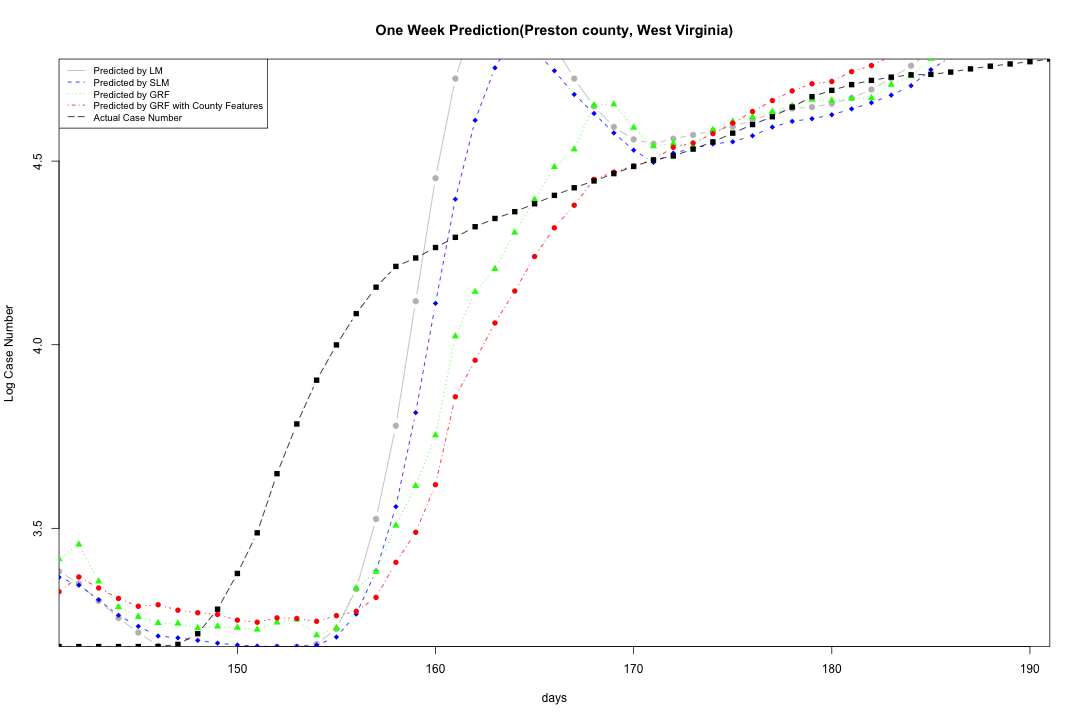 One Week Prediction(Preston county, West Virginia)
Predicted by LM
Predicted by SLM
Predicted by GRF
Predicted by GRF with County Features
Actual Case Number
4.5
4.0
3.5
Log Case Number
150 160 170 180 190
days